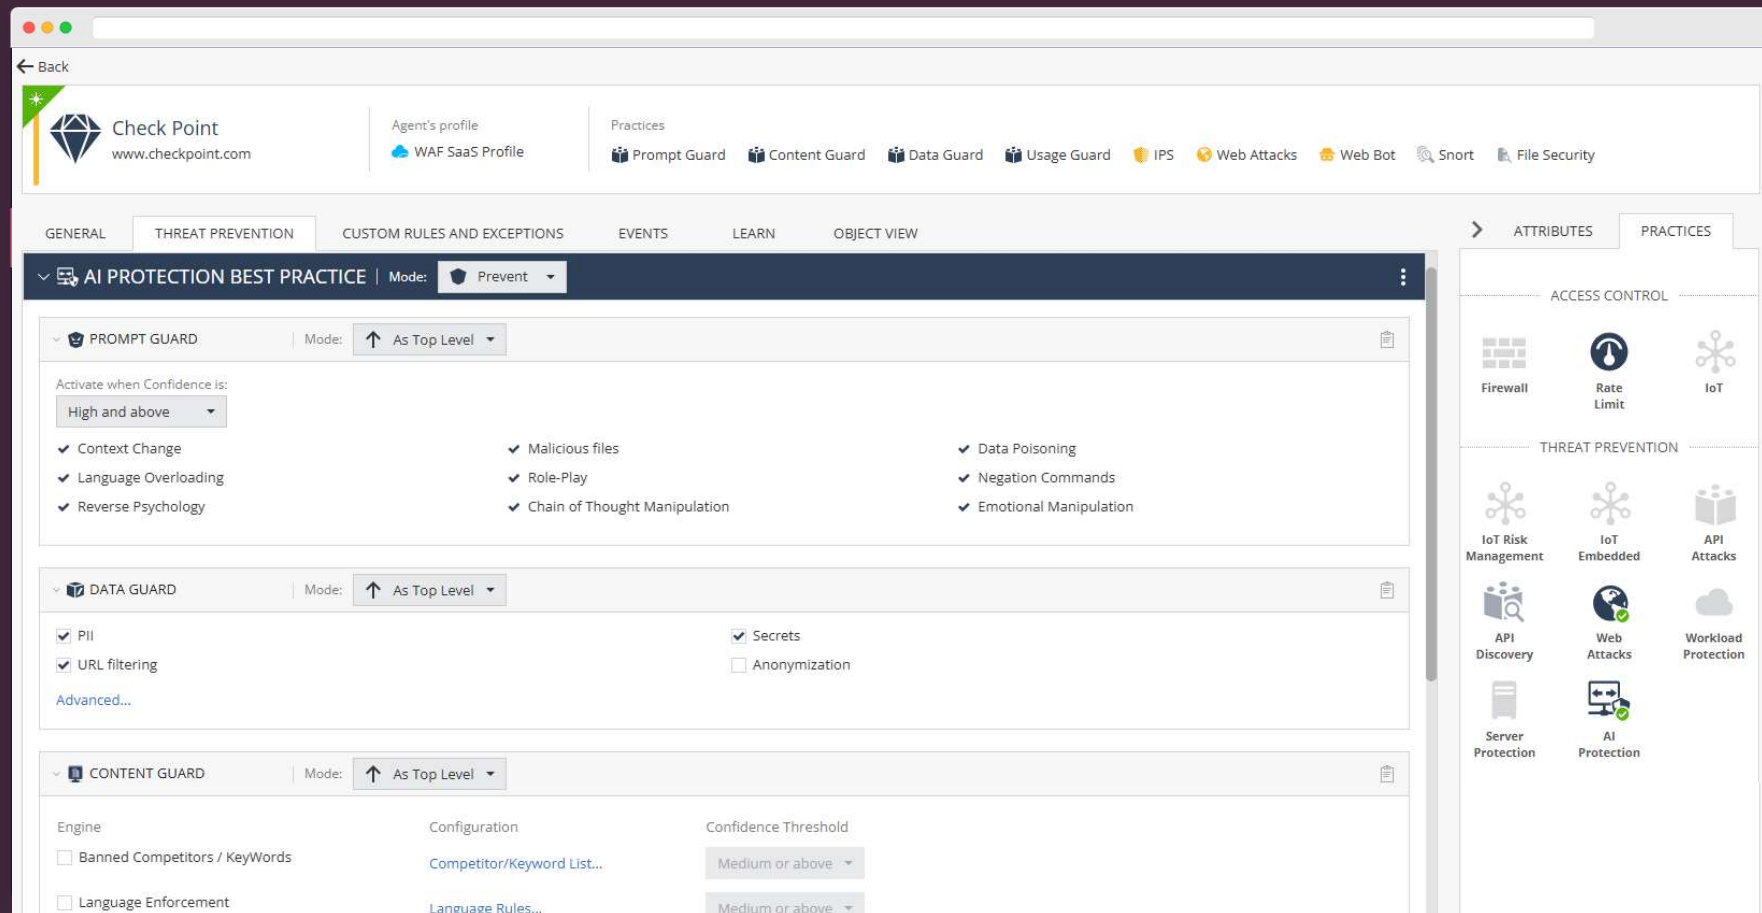 Back
Check Point
www.checkpoint.com
Agent's profile
WAF SaaS Profile
Practices
Prompt Guard Content Guard Data Guard Usage Guard IPS Web Attacks Web Bot Snort File Security
GENERAL THREAT PREVENTION CUSTOM RULES AND EXCEPTIONS EVENTS LEARN OBJECT VIEW
AI PROTECTION BEST PRACTICE | Mode: Prevent
PROMPT GUARD Mode: As Top Level
Activate when Confidence is:
High and above
Context Change Malicious files Data Poisoning
Language Overloading Role-Play Negation Commands
Reverse Psychology Chain of Thought Manipulation Emotional Manipulation
DATA GUARD Mode: As Top Level
PII Secrets
URL filtering Anonymization
Advanced...
CONTENT GUARD Mode: As Top Level
Engine Configuration Confidence Threshold
Banned Competitors / KeyWords Competitor/Keyword List... Medium or above
Language Enforcement Language Rules... Medium or above
ATTRIBUTES PRACTICES
ACCESS CONTROL
Firewall
Rate
Limit
IoT
THREAT PREVENTION
IoT Risk
Management
IoT
Embedded
API
Attacks
API
Discovery
Web
Attacks
Workload
Protection
Server
Protection
AI
Protection